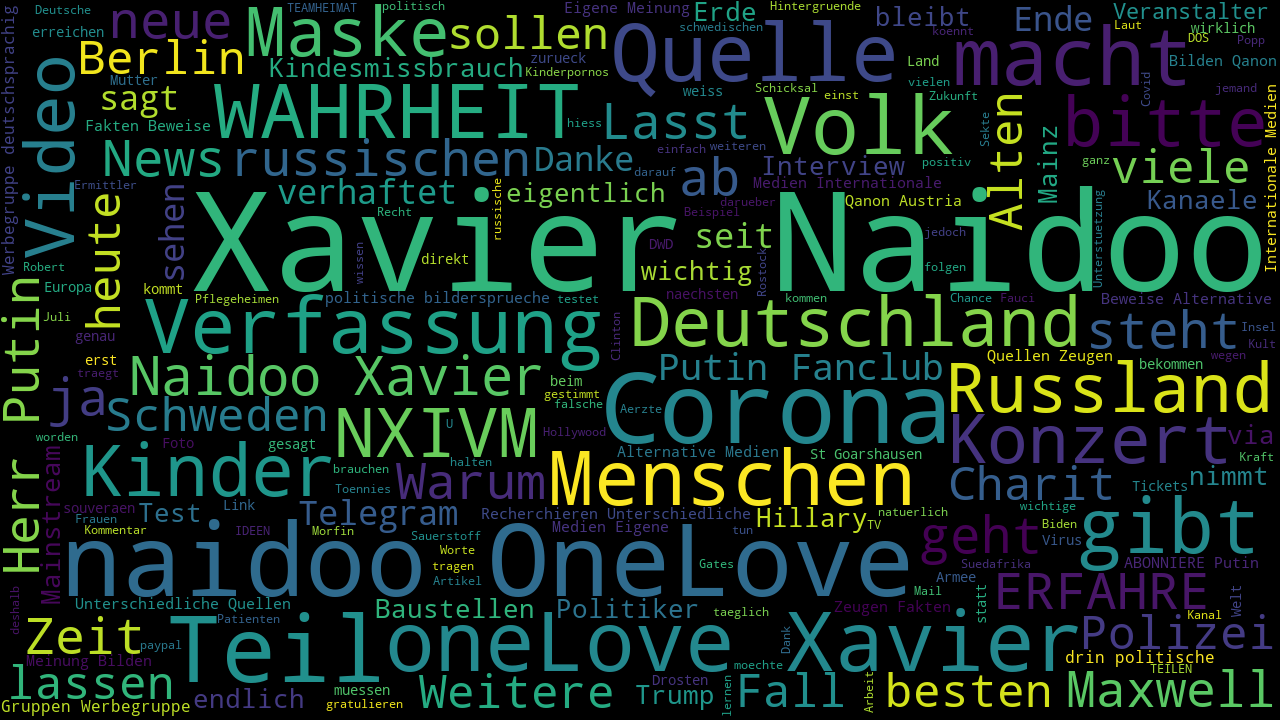 Deutsche
TEAMHEIMAT
politisch
Eigene Meinung
Erde
Hintergruende
Ende
Veranstalter
erreichen
neue
Maske
sollen
schwedischen
bleibt
Laut
wirklich
Berlin
Quelle
macht
DOS
Popp
Kindesmissbrauch
zurueck
Kinderpornos
Land
Bilden Qanon
Mutter
sagt
WAHRHEIT
weiss
Schicksal
einst
vielen
Zukunft
Covid
jemand
Werbegruppe deutschsprachig
Video
Fakten Beweise
hiess
Lasst
Volk
koennt
Sekte
Alten
Mainz
bitte
Internationale Medien
News
russischen
Danke
einfach
weiteren
darauf
ab
Interview
positiv
ganz
viele
Ermittler
verhaftet
eigentlich
Medien Internationale
darueber
Qanon Austria
Kanaele
heute
sehen
Xavier Naidoo
Recht
russische
Beispiel
DWD
seit
jedoch
Unterstuetzung
Robert
wissen
direkt
wichtig
Rostock
folgen
Europa
kommt
Pflegeheimen
politische bildersprueche
testet
naechsten
kommen
Chance
Fauci
Beweise Alternative
Herr Putin
Juli
genau
Verfassung
Clinton
Deutschland
steht
Insel
Kult
erst
traegt
Naidoo Xavier
beim
gestimmt
falsche
Putin Fanclub
Quellen Zeugen
wegen
bekommen
ja
Schweden
NXIVM
Corona
Aerzte
Russland
worden
Foto
gesagt
U
Hollywood
Konzert
via
Mainstream
Kinder
brauchen
halten
Alternative Medien
St Goarshausen
Kraft
Toennies
Warum
Menschen
Charit
Tickets
nimmt
souveraen
Frauen
Test
Link
Telegram
Recherchieren Unterschiedliche
Hillary
TV
natuerlich
wichtige
Biden
gibt
Kommentar
IDEEN
Morfin
Sauerstoff
Medien Eigene
tun
geht
Virus
naidoo OneLove
Worte
tragen
Artikel
Gates
Suedafrika
ABONNIERE Putin
Armee
ERFAHRE
deshalb
Unterschiedliche Quellen
Baustellen
Politiker
taeglich
Mail
Zeugen Fakten
statt
Welt
Kanal
Zeit
Patienten
Teil
oneLove
Dank
Xavier
Polizei
Meinung Bilden
paypal
moechte
drin politische
TEILEN
lassen
endlich
muessen
gratulieren
Weitere
Drosten
Trump
lernen
Fall
Arbeit
besten
Maxwell
Gruppen Werbegruppe